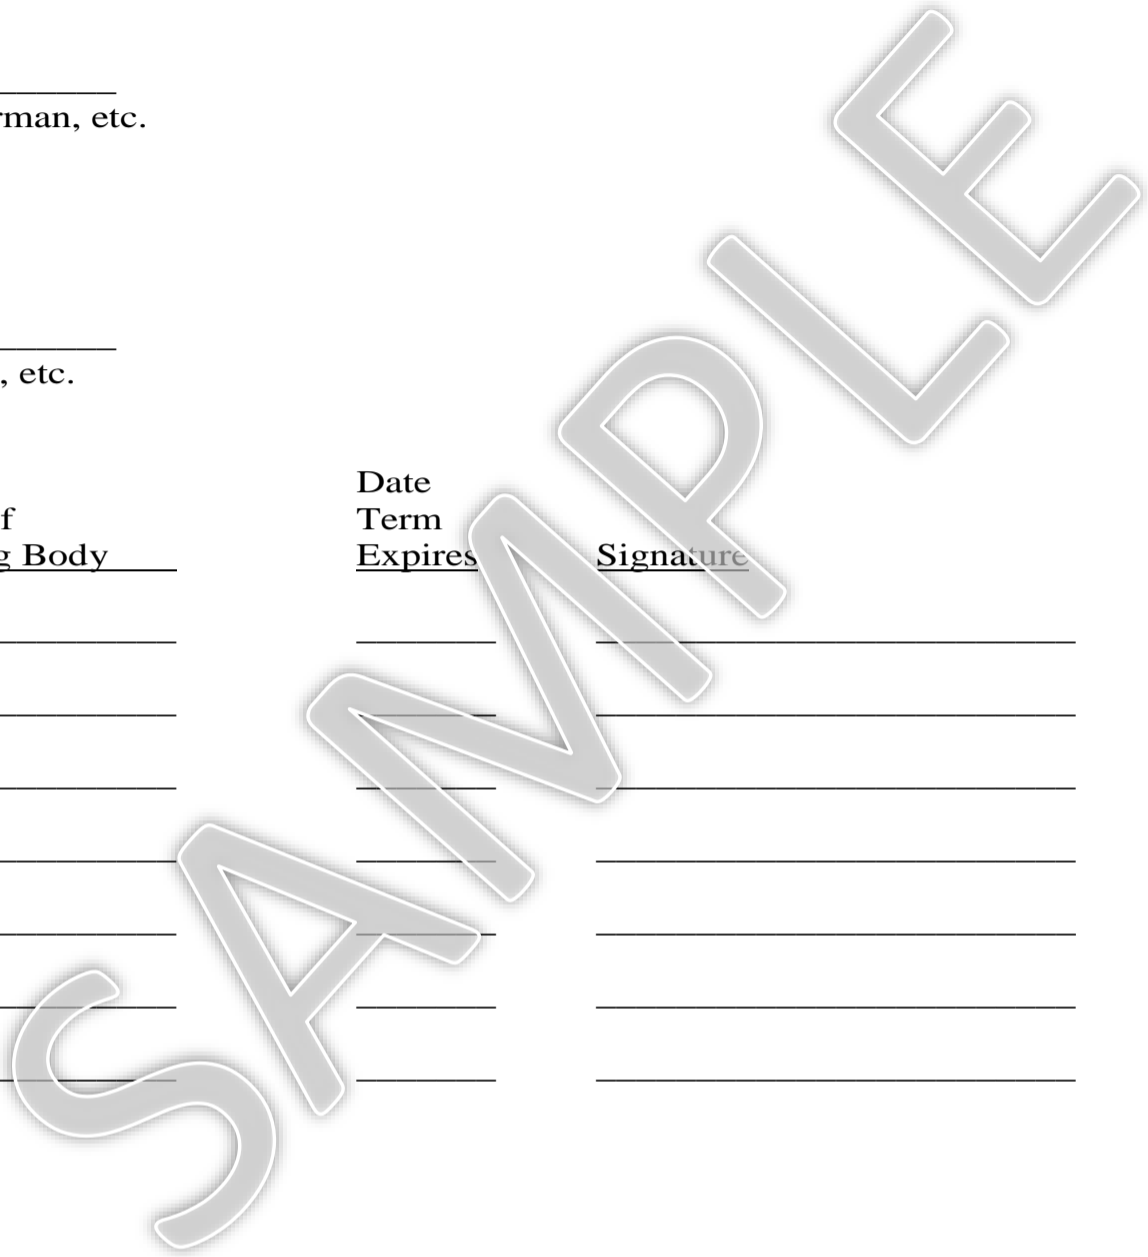 rman, etc.
, etc.
Date
f Term
g Body Expires Signature
SAMPLE